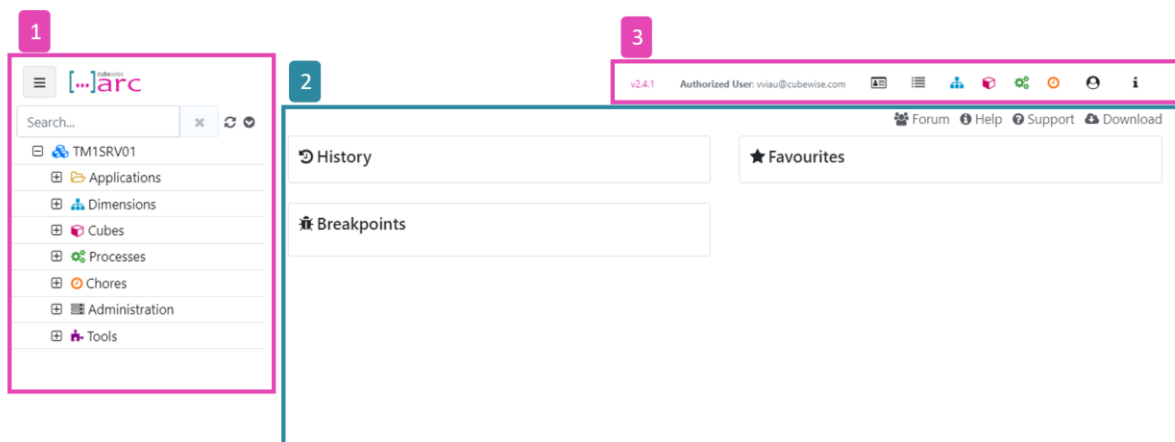 1
cubewise
[...]arc
Search...
TM1SRV01
Applications
Dimensions
Cubes
Processes
Chores
Administration
Tools
2
History
Favourites
Breakpoints
3
v2.4.1 Authorized User: vviau@cubewise.com
Forum Help Support Download